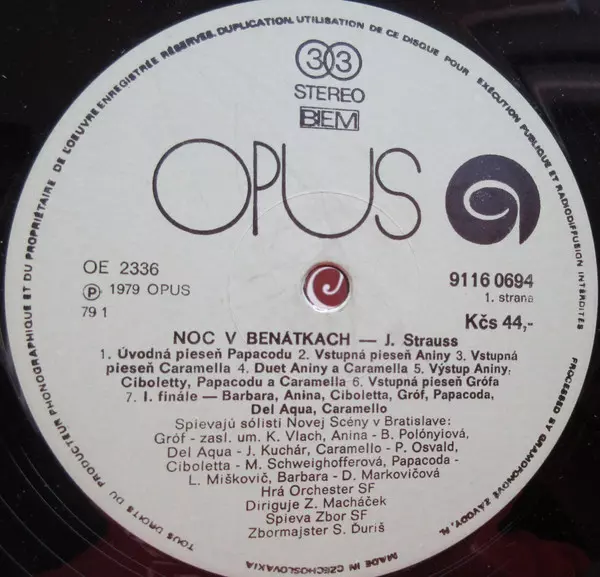 TOUS DROITS DU PRODUCTEUR PHONOGRAPHIQUE ET DU PROPRIÉTAIRE DE L'OEUVRE ENREGISTRÉE RÉSERVÉS. DUPLICATION, UTILISATION DE CE DISQUE POUR EXÉCUTION PUBLIQUE ET RADIODIFFUSION INTERDITES
33
STEREO
BIEM
OPUS
OE 2336
℗ 1979 OPUS
79 1
9116 0694
1. strana
Kčs 44,-
NOC V BENÁTKACH — J. Strauss
1. Úvodná pieseň Papacodu 2. Vstupná pieseň Aniny 3. Vstupná
pieseň Caramella 4. Duet Aniny a Caramella 5. Výstup Aniny,
Ciboletty, Papacodu a Caramella 6. Vstupná pieseň Grófa
7. I. finále — Barbara, Anina, Ciboletta, Gróf, Papacoda,
Del Aqua, Caramello
Spievajú sólisti Novej Scény v Bratislave:
Gróf - zasl. um. K. Vlach, Anina - B. Polónyiová,
Del Aqua - J. Kuchár, Caramello - P. Osvald,
Ciboletta - M. Schweighofferová, Papacoda -
L. Miškovič, Barbara - D. Markovičová
Hrá Orchester SF
Diriguje Z. Macháček
Spieva Zbor SF
Zbormajster S. Ďuriš
PROCESSED BY GRAMOFONOVÉ ZÁVODY, N.
MADE IN CZECHOSLOVAKIA